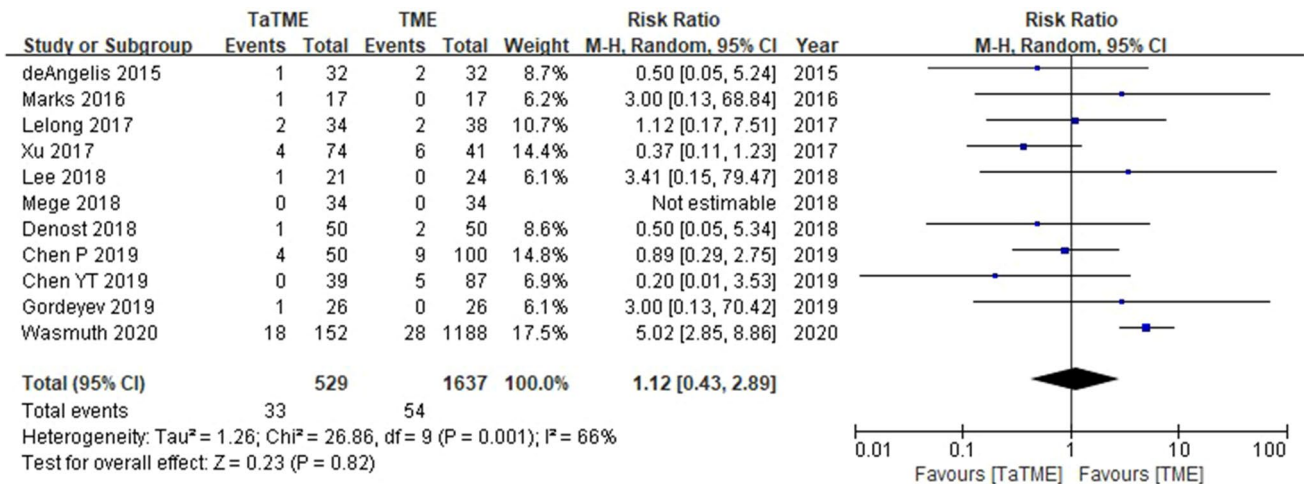 TaTME TME Risk Ratio Risk Ratio
Study or Subgroup Events Total Events Total Weight M-H, Random, 95% CI Year M-H, Random, 95% CI
deAngelis 2015 1 32 2 32 8.7% 0.50 [0.05, 5.24] 2015
Marks 2016 1 17 0 17 6.2% 3.00 [0.13, 68.84] 2016
Lelong 2017 2 34 2 38 10.7% 1.12 [0.17, 7.51] 2017
Xu 2017 4 74 6 41 14.4% 0.37 [0.11, 1.23] 2017
Lee 2018 1 21 0 24 6.1% 3.41 [0.15, 79.47] 2018
Mege 2018 0 34 0 34 Not estimable 2018
Denost 2018 1 50 2 50 8.6% 0.50 [0.05, 5.34] 2018
Chen P 2019 4 50 9 100 14.8% 0.89 [0.29, 2.75] 2019
Chen YT 2019 0 39 5 87 6.9% 0.20 [0.01, 3.53] 2019
Gordeyev 2019 1 26 0 26 6.1% 3.00 [0.13, 70.42] 2019
Wasmuth 2020 18 152 28 1188 17.5% 5.02 [2.85, 8.86] 2020
Total (95% CI) 529 1637 100.0% 1.12 [0.43, 2.89]
Total events 33 54
Heterogeneity: Tau² = 1.26; Chi² = 26.86, df = 9 (P = 0.001); I² = 66%
Test for overall effect: Z = 0.23 (P = 0.82)
0.01 0.1 1 10 100
Favours [TaTME] Favours [TME]